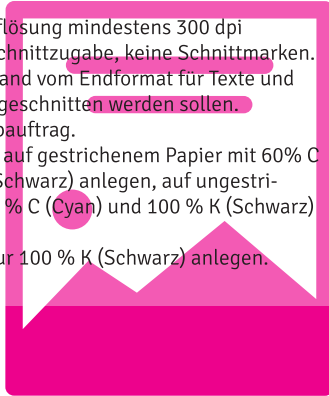 flösung mindestens 300 dpi
chnittzugabe, keine Schnittmarken.
and vom Endformat für Texte und
geschnitten werden sollen.
bauftrag.
auf gestrichenem Papier mit 60% C
Schwarz) anlegen, auf ungestri-
% C (Cyan) und 100 % K (Schwarz)
ur 100 % K (Schwarz) anlegen.